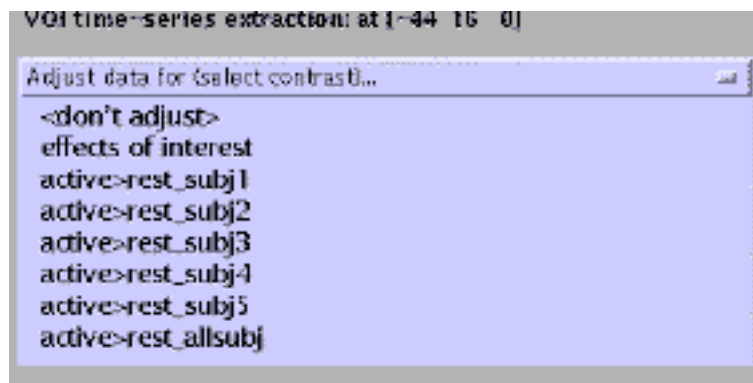 VOI time-series extraction: at [-44 16 0]
Adjust data for (select contrast)...
<don't adjust>
effects of interest
active>rest_subj1
active>rest_subj2
active>rest_subj3
active>rest_subj4
active>rest_subj5
active>rest_allsubj